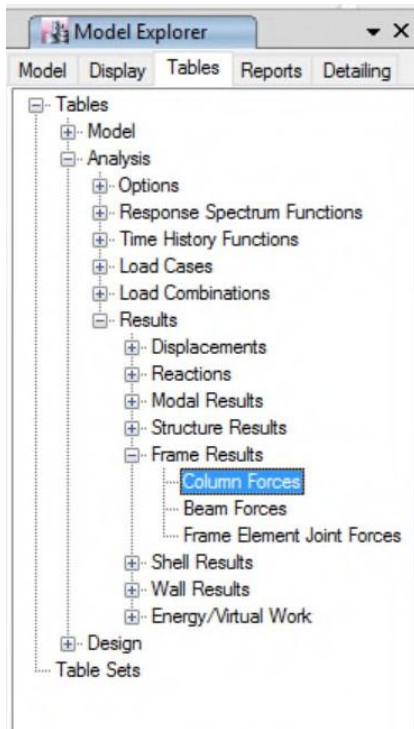 Model Explorer
Model Display Tables Reports Detailing
Tables
Model
Analysis
Options
Response Spectrum Functions
Time History Functions
Load Cases
Load Combinations
Results
Displacements
Reactions
Modal Results
Structure Results
Frame Results
Column Forces
Beam Forces
Frame Element Joint Forces
Shell Results
Wall Results
Energy/Virtual Work
Design
Table Sets